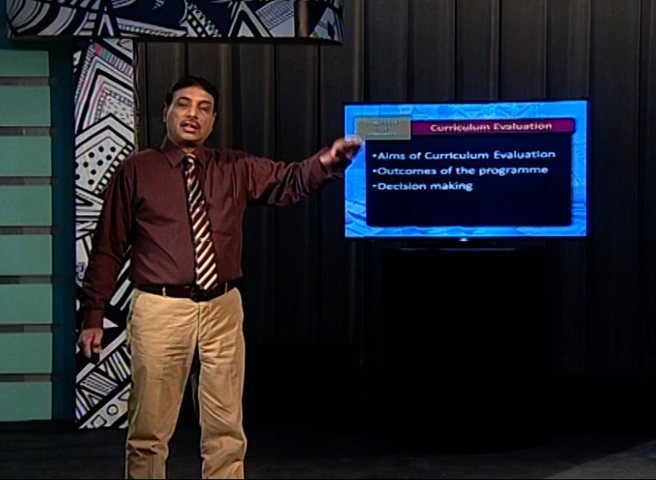 Curriculum Evaluation
•Aims of Curriculum Evaluation
•Outcomes of the programme
•Decision making